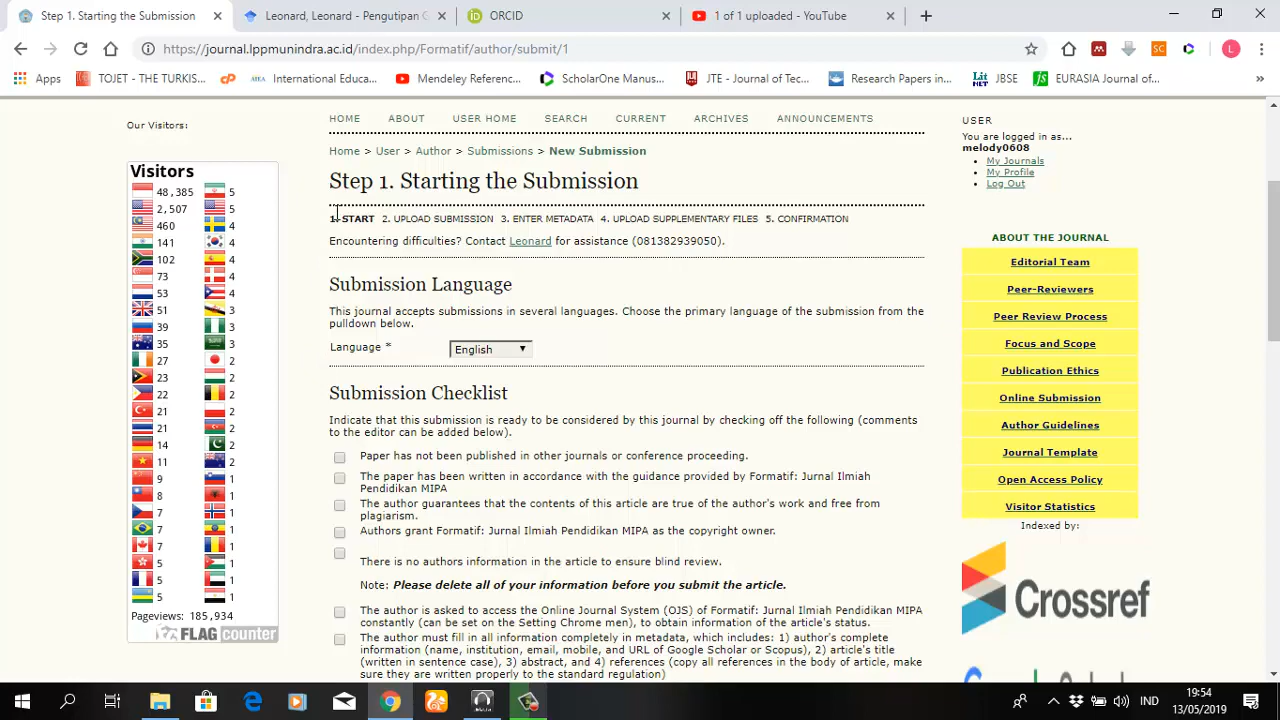 Step 1. Starting the Submission
Leonard, Leonard - Pengutipan G
ORCID
1 of 1 uploaded - YouTube
https://journal.lppmunindra.ac.id/index.php/Formatif/author/submit/1
SC
L
Apps
TOJET - THE TURKIS...
cp
International Educa...
Mendeley Referenc...
ScholarOne Manus...
JTE - Journal of Tec...
Research Papers in...
JBSE
EURASIA Journal of...
»
HOME ABOUT USER HOME SEARCH CURRENT ARCHIVES ANNOUNCEMENTS
Home > User > Author > Submissions > New Submission
Step 1. Starting the Submission
1. START 2. UPLOAD SUBMISSION 3. ENTER METADATA 4. UPLOAD SUPPLEMENTARY FILES 5. CONFIRMATION
Encountering difficulties? Contact Leonard for assistance (081382939050).
Submission Language
This journal accepts submissions in several languages. Choose the primary language of the submission from the
pulldown below.
Language * English
Submission Checklist
Indicate that this submission is ready to be considered by this journal by checking off the following (comments
to the editor can be added below).
Paper has not been published in other journals or conference proceeding.
The paper has been written in accordance with the guidance provided by Formatif: Jurnal Ilmiah
Pendidikan MIPA
The author guarantees that the contents of this article are true of the author's work and free from
plagiarism.
Authors grant Formatif: Jurnal Ilmiah Pendidikan MIPA as the copyright owner.
There is no authors information in the article to ensure blind review.
Note: Please delete all of your information before you submit the article.
The author is asked to access the Online Journal System (OJS) of Formatif: Jurnal Ilmiah Pendidikan MIPA
constantly (can be set on the Setting Chrome men), to obtain information of the article's status.
The author must fill in all information completely in metadata, which includes: 1) author's complete
information (name, institution, email, mobile, and URL of Google Scholar or Scopus), 2) article's title
(written in sentence case), 3) abstract, and 4) references (copy all references in the body of article, make
sure they are written properly to the standard regulation)
Our Visitors:
Visitors
48,385 5
2,507 5
460 4
141 4
102 4
73 4
53 4
51 3
39 3
35 3
27 2
23 2
22 2
21 2
21 2
14 2
11 2
9 1
8 1
7 1
7 1
7 1
5 1
5 1
5 1
Pageviews: 185,934
FLAG counter
USER
You are logged in as...
melody0608
My Journals
My Profile
Log Out
ABOUT THE JOURNAL
Editorial Team
Peer-Reviewers
Peer Review Process
Focus and Scope
Publication Ethics
Online Submission
Author Guidelines
Journal Template
Open Access Policy
Visitor Statistics
Indexed by:
Crossref
IND
19:54
13/05/2019